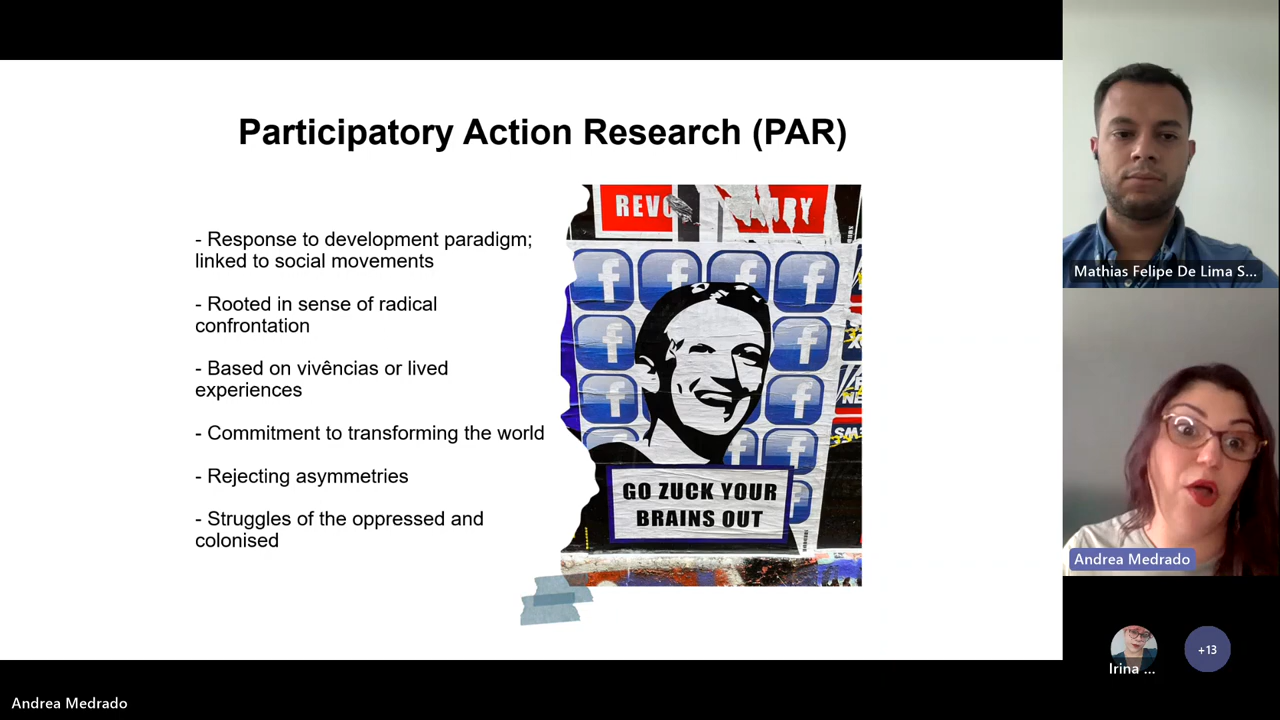 Participatory Action Research (PAR)
- Response to development paradigm;
linked to social movements
- Rooted in sense of radical
confrontation
- Based on vivências or lived
experiences
- Commitment to transforming the world
- Rejecting asymmetries
- Struggles of the oppressed and
colonised
GO ZUCK YOUR
BRAINS OUT
Mathias Felipe De Lima S...
Andrea Medrado
Irina ...
+13
Andrea Medrado